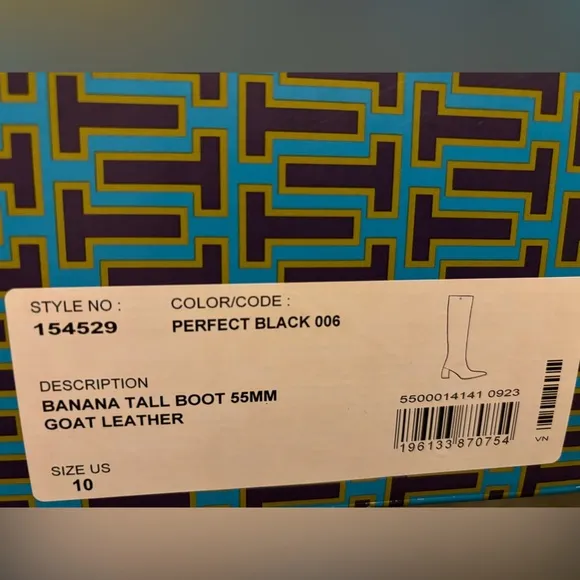 STYLE NO :
154529
COLOR/CODE :
PERFECT BLACK 006
DESCRIPTION
BANANA TALL BOOT 55MM
GOAT LEATHER
SIZE US
10
5500014141 0923
196133 870754
VN